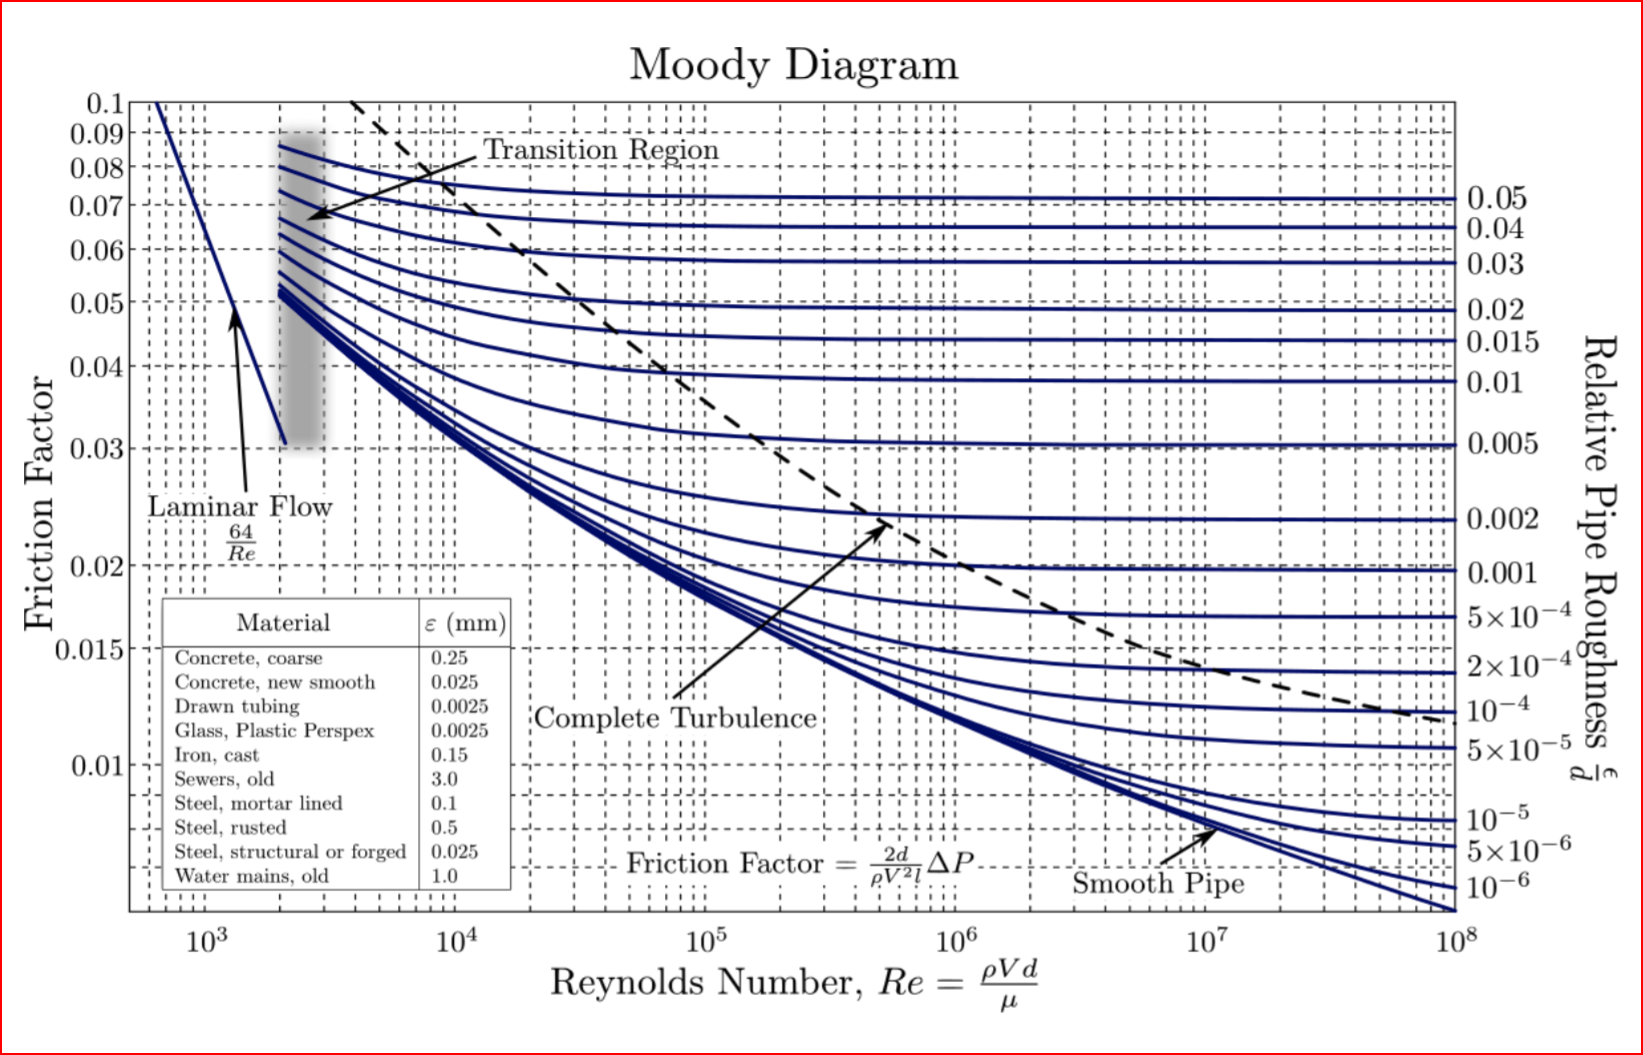 Moody Diagram
0.1
0.09
0.08
0.07
0.06
0.05
0.04
0.03
0.02
0.015
0.01
Friction Factor
Transition Region
Laminar Flow
64/Re
Complete Turbulence
Friction Factor = 2d/ρV²l ΔP
Smooth Pipe
Material ε (mm)
Concrete, coarse 0.25
Concrete, new smooth 0.025
Drawn tubing 0.0025
Glass, Plastic Perspex 0.0025
Iron, cast 0.15
Sewers, old 3.0
Steel, mortar lined 0.1
Steel, rusted 0.5
Steel, structural or forged 0.025
Water mains, old 1.0
0.05
0.04
0.03
0.02
0.015
0.01
0.005
0.002
0.001
5×10⁻⁴
2×10⁻⁴
10⁻⁴
5×10⁻⁵
10⁻⁵
5×10⁻⁶
10⁻⁶
Relative Pipe Roughness ϵ/d
10³ 10⁴ 10⁵ 10⁶ 10⁷ 10⁸
Reynolds Number, Re = ρVd/μ